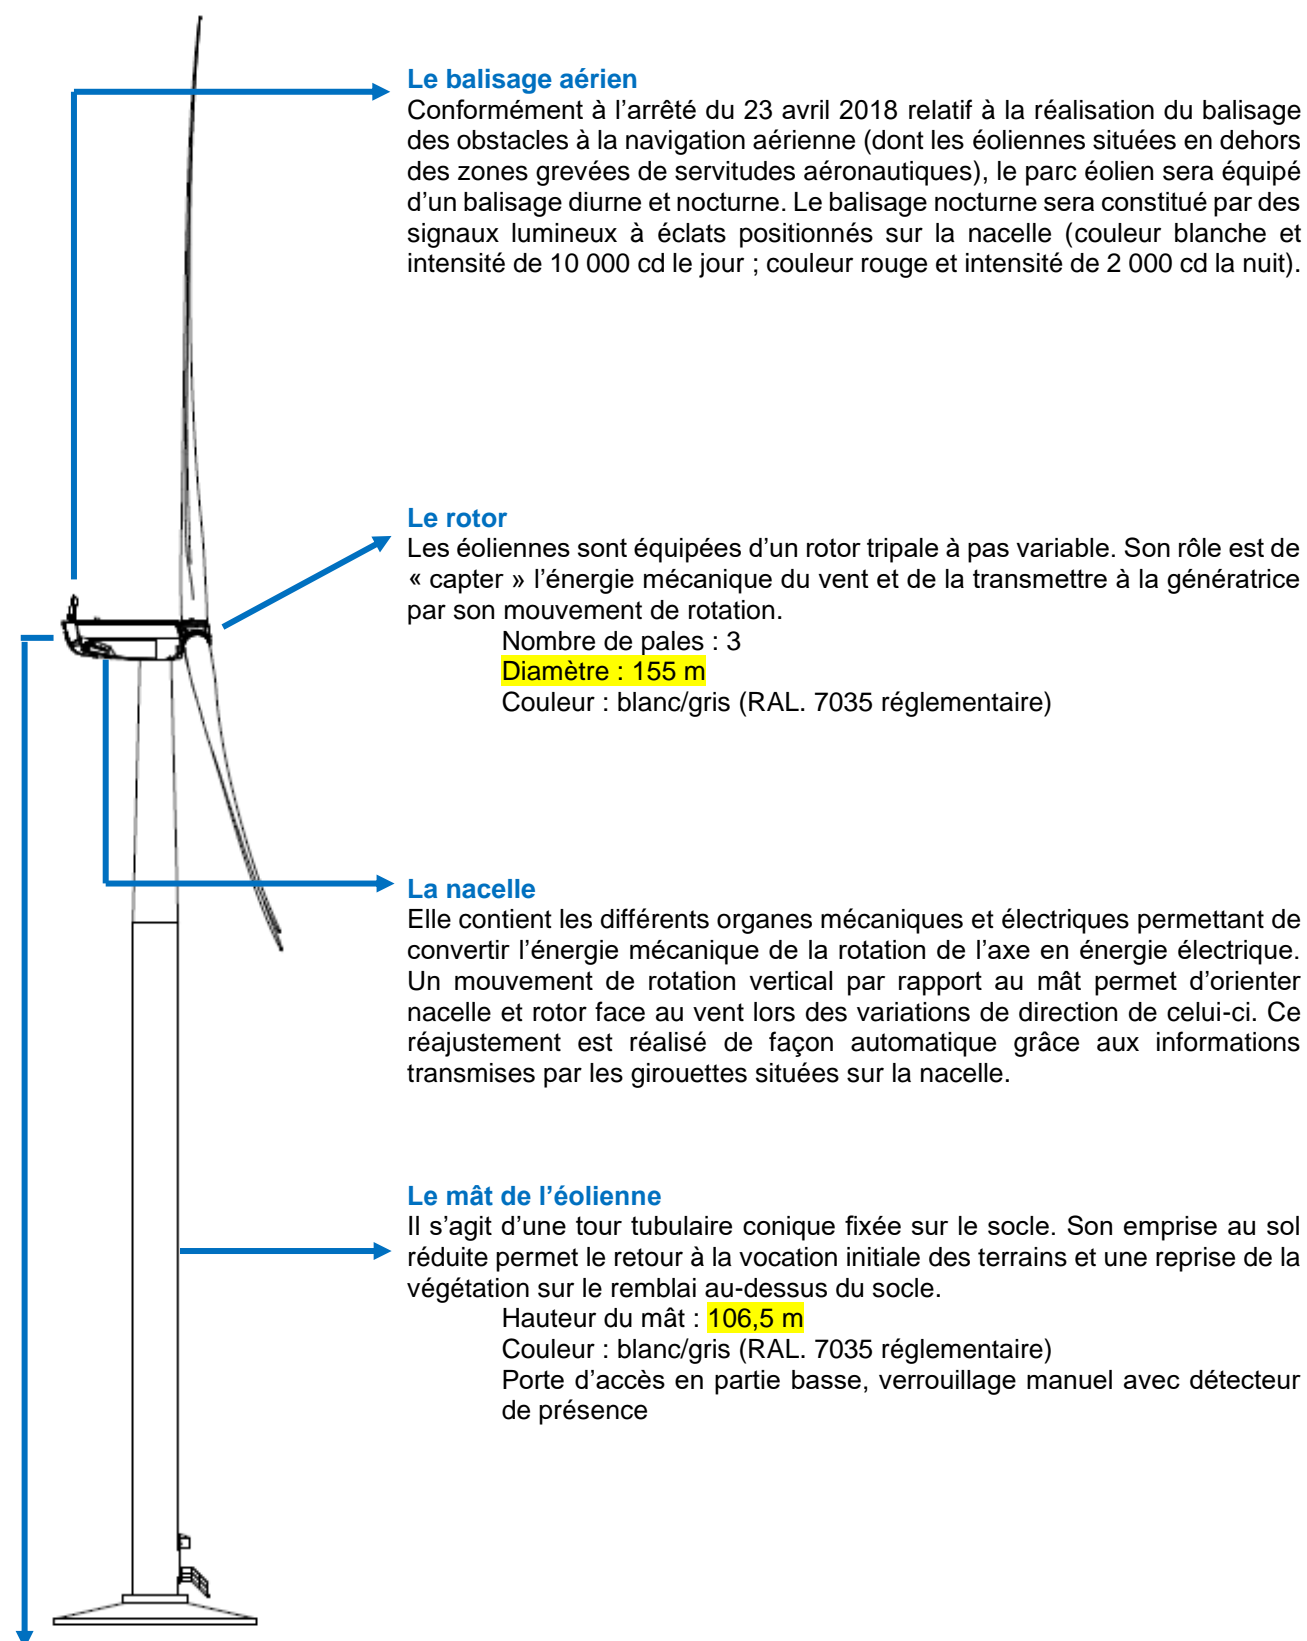 Le balisage aérien
Conformément à l’arrêté du 23 avril 2018 relatif à la réalisation du balisage
des obstacles à la navigation aérienne (dont les éoliennes situées en dehors
des zones grevées de servitudes aéronautiques), le parc éolien sera équipé
d’un balisage diurne et nocturne. Le balisage nocturne sera constitué par des
signaux lumineux à éclats positionnés sur la nacelle (couleur blanche et
intensité de 10 000 cd le jour ; couleur rouge et intensité de 2 000 cd la nuit).
Le rotor
Les éoliennes sont équipées d’un rotor tripale à pas variable. Son rôle est de
« capter » l’énergie mécanique du vent et de la transmettre à la génératrice
par son mouvement de rotation.
Nombre de pales : 3
Diamètre : 155 m
Couleur : blanc/gris (RAL. 7035 réglementaire)
La nacelle
Elle contient les différents organes mécaniques et électriques permettant de
convertir l’énergie mécanique de la rotation de l’axe en énergie électrique.
Un mouvement de rotation vertical par rapport au mât permet d’orienter
nacelle et rotor face au vent lors des variations de direction de celui-ci. Ce
réajustement est réalisé de façon automatique grâce aux informations
transmises par les girouettes situées sur la nacelle.
Le mât de l’éolienne
Il s’agit d’une tour tubulaire conique fixée sur le socle. Son emprise au sol
réduite permet le retour à la vocation initiale des terrains et une reprise de la
végétation sur le remblai au-dessus du socle.
Hauteur du mât : 106,5 m
Couleur : blanc/gris (RAL. 7035 réglementaire)
Porte d’accès en partie basse, verrouillage manuel avec détecteur
de présence